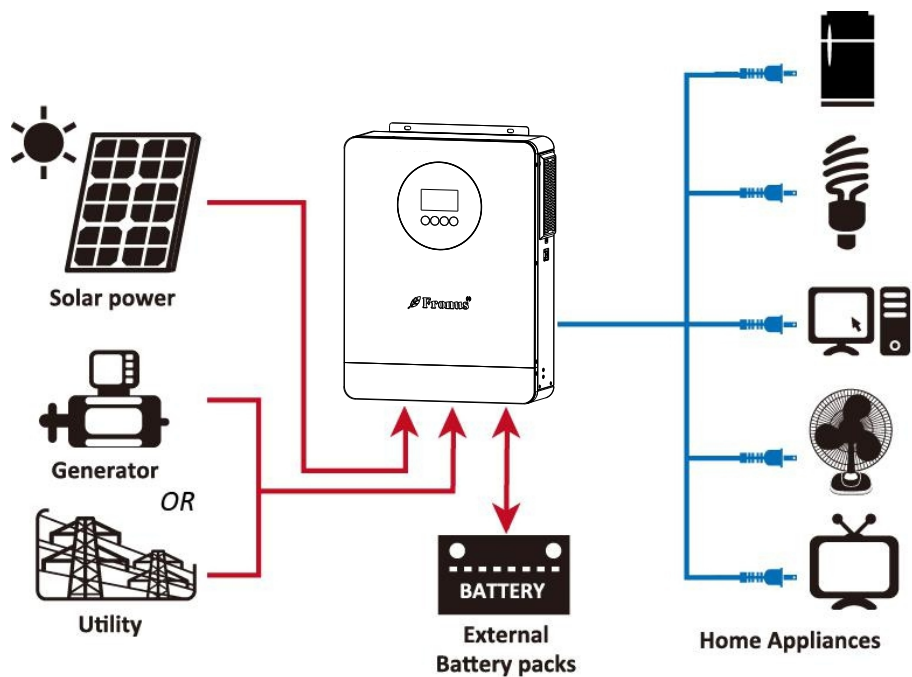 Solar power
Fronus®
Generator
OR
Utility
BATTERY
External
Battery packs
Home Appliances